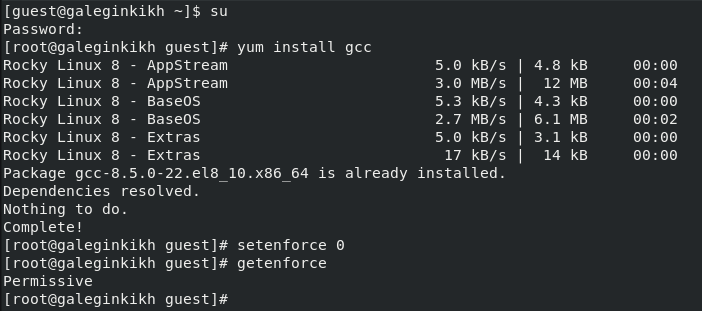 [guest@galeginkikh ~]$ su
Password:
[root@galeginkikh guest]# yum install gcc
Rocky Linux 8 - AppStream                       5.0 kB/s | 4.8 kB     00:00
Rocky Linux 8 - AppStream                       3.0 MB/s |  12 MB     00:04
Rocky Linux 8 - BaseOS                          5.3 kB/s | 4.3 kB     00:00
Rocky Linux 8 - BaseOS                          2.7 MB/s | 6.1 MB     00:02
Rocky Linux 8 - Extras                          5.0 kB/s | 3.1 kB     00:00
Rocky Linux 8 - Extras                           17 kB/s |  14 kB     00:00
Package gcc-8.5.0-22.el8_10.x86_64 is already installed.
Dependencies resolved.
Nothing to do.
Complete!
[root@galeginkikh guest]# setenforce 0
[root@galeginkikh guest]# getenforce
Permissive
[root@galeginkikh guest]#